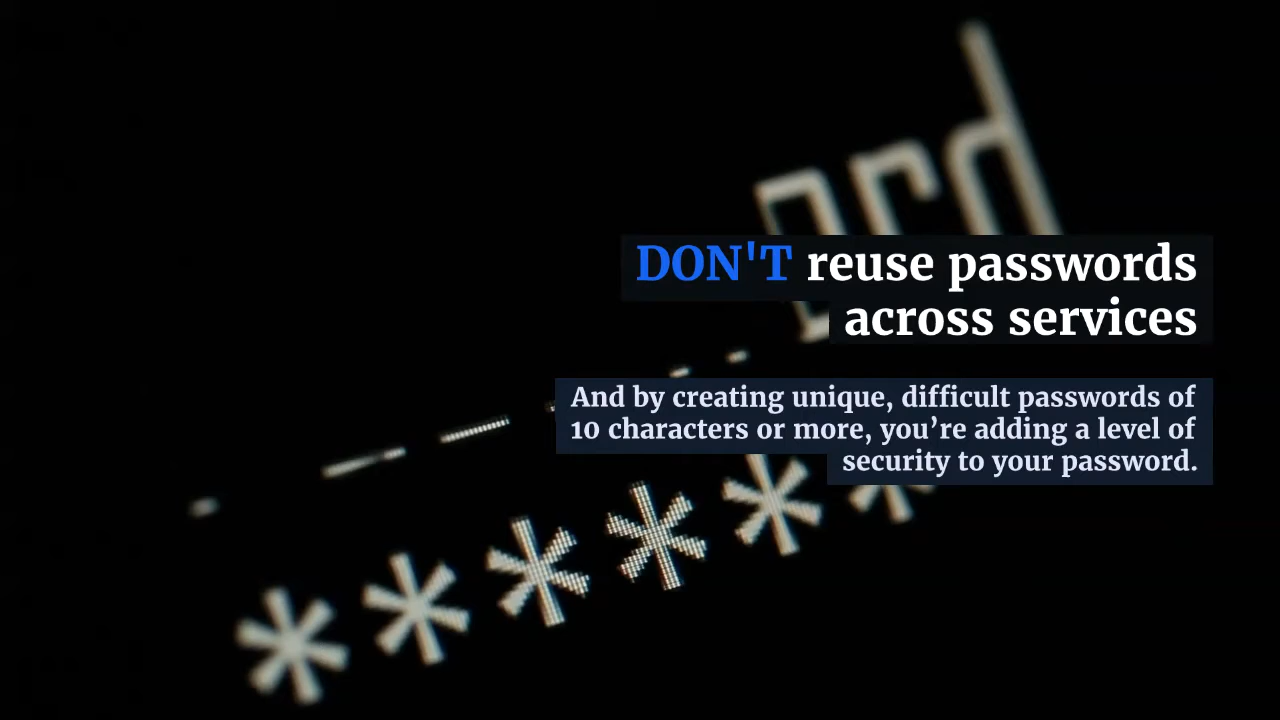 ord
DON'T reuse passwords
across services
And by creating unique, difficult passwords of
10 characters or more, you’re adding a level of
security to your password.
******